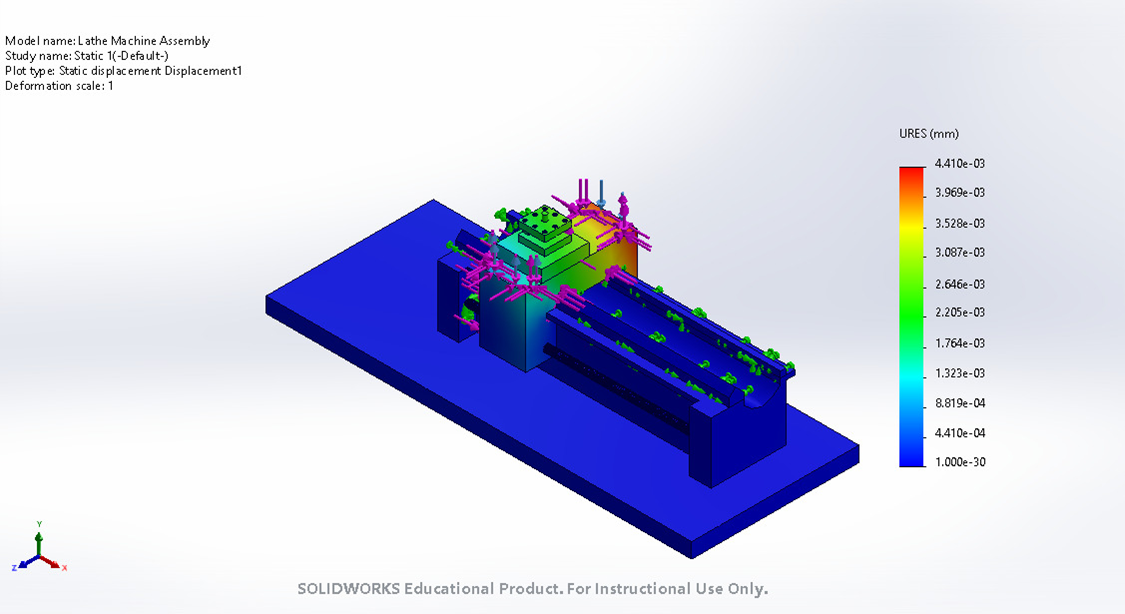 Model name: Lathe Machine Assembly
Study name: Static 1(-Default-)
Plot type: Static displacement Displacement1
Deformation scale: 1
URES (mm)
4.410e-03
3.969e-03
3.528e-03
3.087e-03
2.646e-03
2.205e-03
1.764e-03
1.323e-03
8.819e-04
4.410e-04
1.000e-30
Y
Z X
SOLIDWORKS Educational Product. For Instructional Use Only.